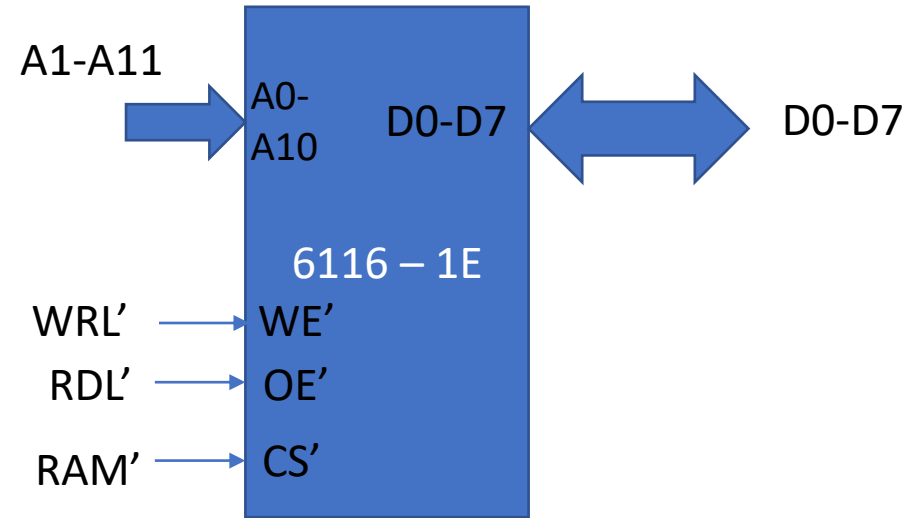 A1-A11
A0-
A10
D0-D7
D0-D7
6116 – 1E
WRL’
WE’
RDL’
OE’
RAM’
CS’